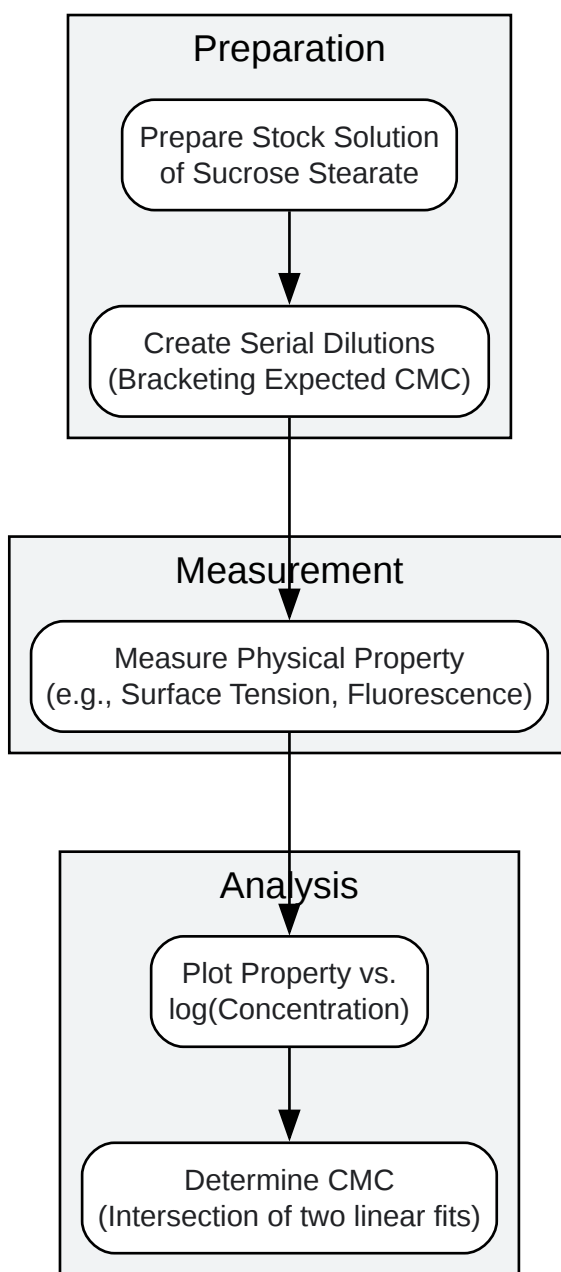 Preparation
Prepare Stock Solution
of Sucrose Stearate
Create Serial Dilutions
(Bracketing Expected CMC)
Measurement
Measure Physical Property
(e.g., Surface Tension, Fluorescence)
Analysis
Plot Property vs.
log(Concentration)
Determine CMC
(Intersection of two linear fits)